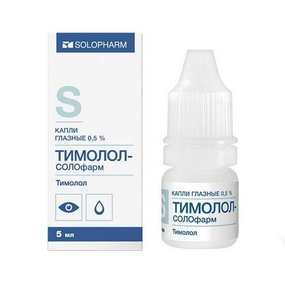 SOLOPHARM
S
КАПЛИ
ГЛАЗНЫЕ 0,5 %
ТИМОЛОЛ-
СОЛОфарм
Тимолол
5 мл
КАПЛИ ГЛАЗНЫЕ 0,5 %
ТИМОЛОЛ-
СОЛОфарм
Тимолол